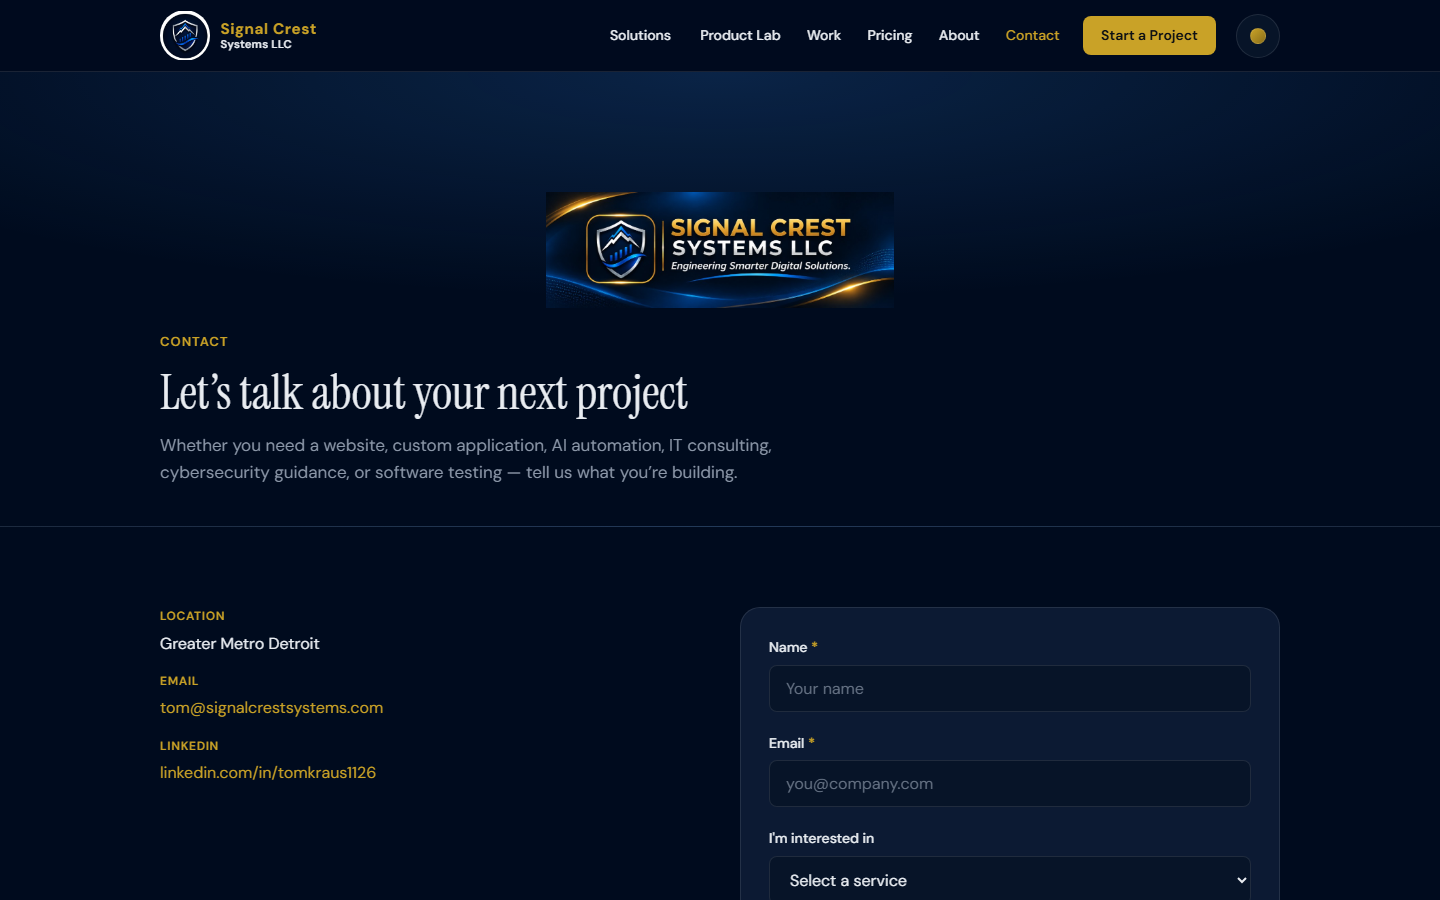 Signal Crest
Systems LLC
Solutions
Product Lab
Work
Pricing
About
Contact
Start a Project
SIGNAL CREST
SYSTEMS LLC
Engineering Smarter Digital Solutions.
CONTACT
Let’s talk about your next project
Whether you need a website, custom application, AI automation, IT consulting,
cybersecurity guidance, or software testing — tell us what you’re building.
LOCATION
Greater Metro Detroit
EMAIL
tom@signalcrestsystems.com
LINKEDIN
linkedin.com/in/tomkraus1126
Name *
Your name
Email *
you@company.com
I'm interested in
Select a service